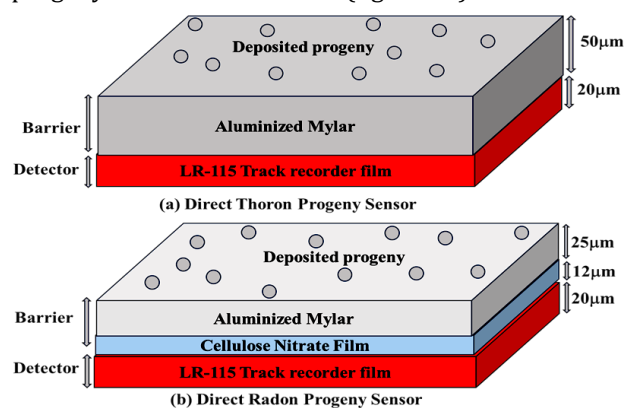 Deposited progeny
50μm
20μm
Barrier
Aluminized Mylar
Detector
LR-115 Track recorder film
(a) Direct Thoron Progeny Sensor
Deposited progeny
25μm
12μm
20μm
Barrier
Aluminized Mylar
Cellulose Nitrate Film
Detector
LR-115 Track recorder film
(b) Direct Radon Progeny Sensor